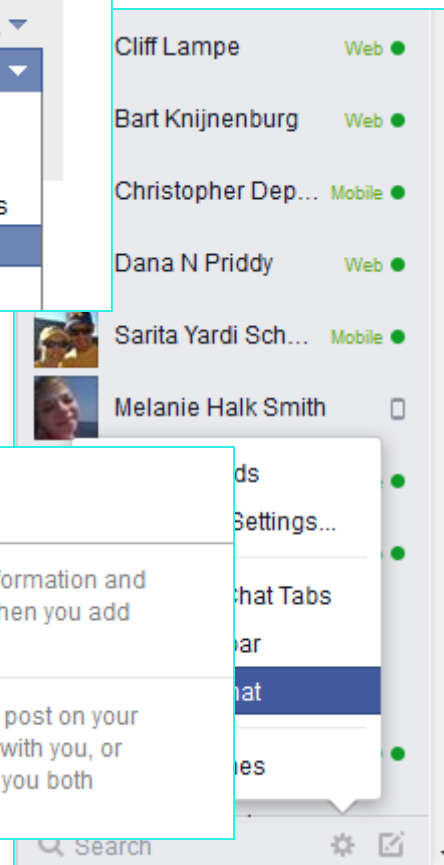 Cliff Lampe Web
Bart Knijnenburg Web
s
Christopher Dep... Mobile
Dana N Priddy Web
Sarita Yardi Sch... Mobile
Melanie Halk Smith
ds
Settings...
formation and
hen you add
Chat Tabs
bar
hat
post on your
with you, or
you both
nes
Search